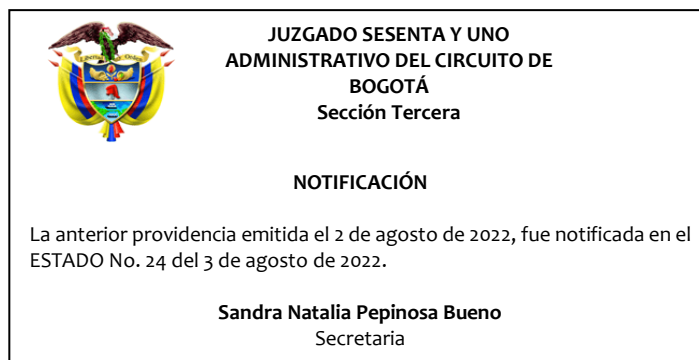 JUZGADO SESENTA Y UNO
ADMINISTRATIVO DEL CIRCUITO DE
BOGOTÁ
Sección Tercera
NOTIFICACIÓN
La anterior providencia emitida el 2 de agosto de 2022, fue notificada en el
ESTADO No. 24 del 3 de agosto de 2022.
Sandra Natalia Pepinosa Bueno
Secretaria